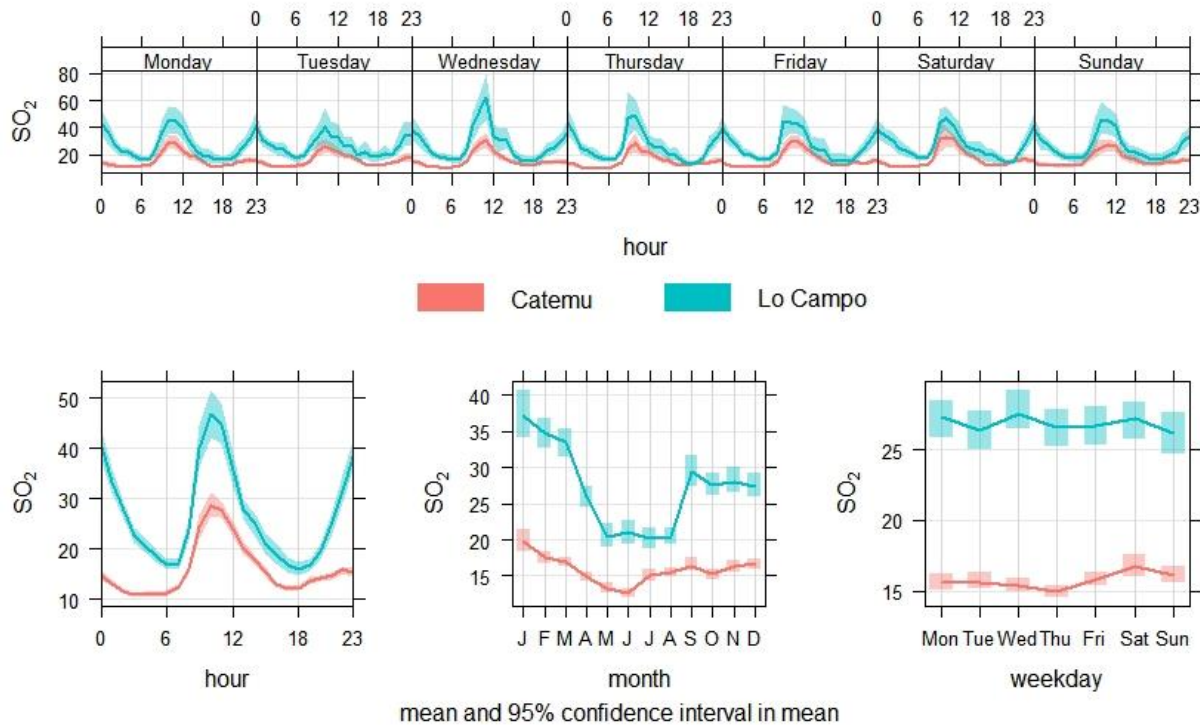 0 12 18 23 0 12 18 23 0 12 18 23
Monday Tuesday Wednesday Thursday Friday Saturday Sunday
80
60
40
20
SO2
0 6 12 18 23 0 6 12 18 23 0 6 12 18 23 0 6 12 18 23
hour
Catemu Lo Campo
50
40
30
20
10
SO2
0 6 12 18 23
hour
40
35
30
25
20
15
SO2
J F M A M J J A S O N D
month
25
20
15
SO2
Mon Tue Wed Thu Fri Sat Sun
weekday
mean and 95% confidence interval in mean